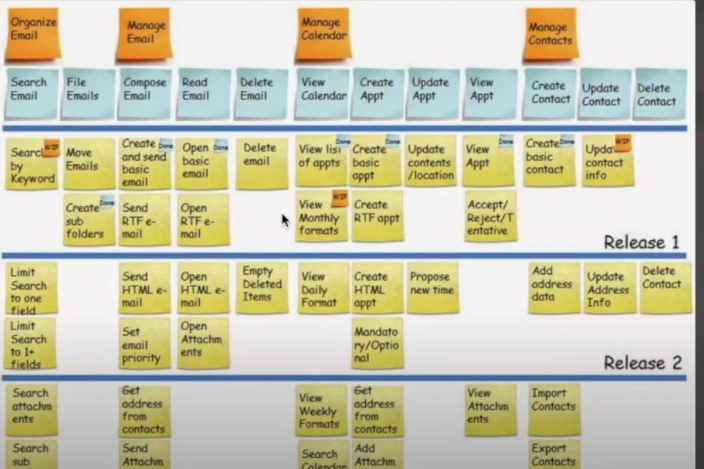 Organize
Email
Manage
Email
Manage
Calendar
Manage
Contacts
Search
Email
File
Emails
Compose
Email
Read
Email
Delete
Email
View
Calendar
Create
Appt
Update
Appt
View
Appt
Create
Contact
Update
Contact
Delete
Contact
Search
by
Keyword
WIP
Move
Emails
Create
and send
basic
email
Done
Open
basic
email
Done
Delete
email
View list
of appts
Done
Create
basic
appt
Done
Update
contents
/location
View
Appt
Done
Create
basic
contact
Done
Update
contact
info
WIP
Create
sub
folders
Done
Send
RTF e-
mail
Open
RTF e-
mail
View
Monthly
formats
WIP
Create
RTF appt
Accept/
Reject/T
entative
Release 1
Limit
Search
to one
field
Send
HTML e-
mail
Open
HTML e-
mail
Empty
Deleted
Items
View
Daily
Format
Create
HTML
appt
Propose
new time
Add
address
data
Update
Address
Info
Delete
Contact
Limit
Search
to 1+
fields
Set
email
priority
Open
Attachm
ents
Mandato
ry/Optio
nal
Release 2
Search
attachm
ents
Get
address
from
contacts
View
Weekly
Formats
Get
address
from
contacts
View
Attachm
ents
Import
Contacts
Search
sub
Send
Attachm
Search
Calendar
Add
Attachm
Export
Contacts